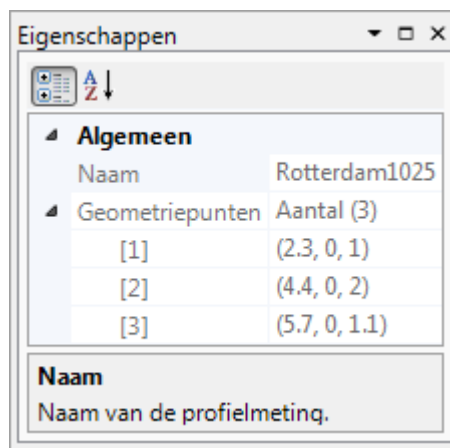 Eigenschappen
A
Z
Algemeen
Naam Rotterdam1025
Geometriepunten Aantal (3)
[1] (2.3, 0, 1)
[2] (4.4, 0, 2)
[3] (5.7, 0, 1.1)
Naam
Naam van de profielmeting.